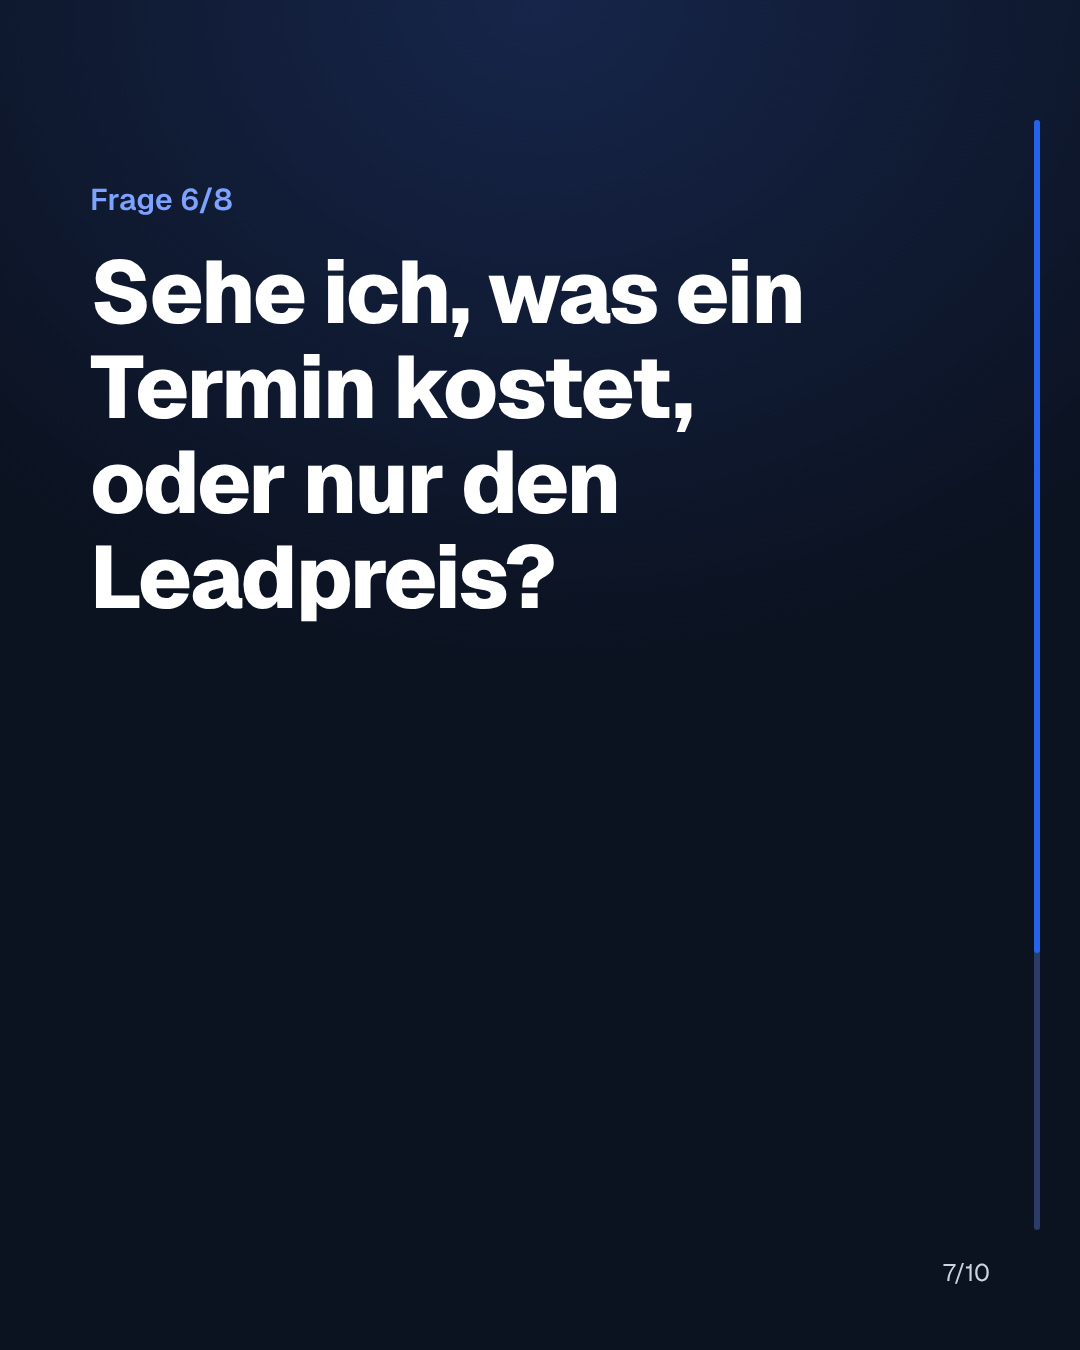 Frage 6/8
Sehe ich, was ein
Termin kostet,
oder nur den
Leadpreis?
7/10